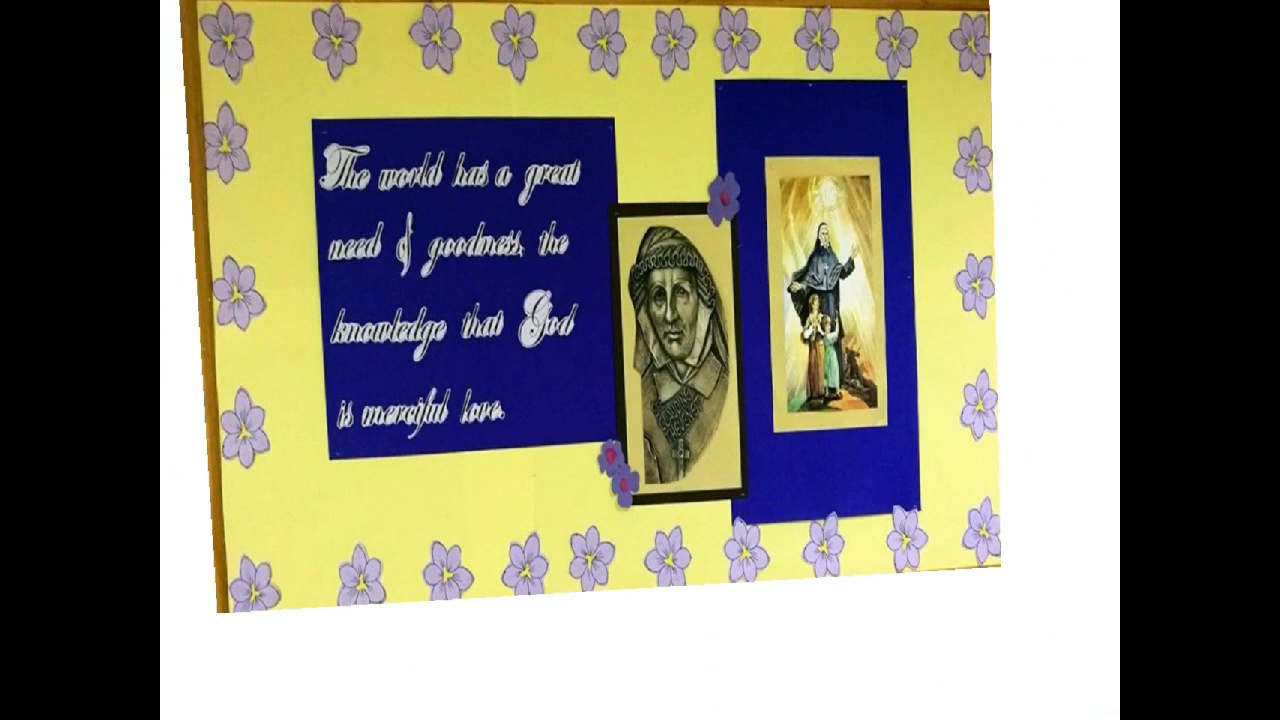 The world has a great
need of goodness, the
knowledge that God
is merciful love.